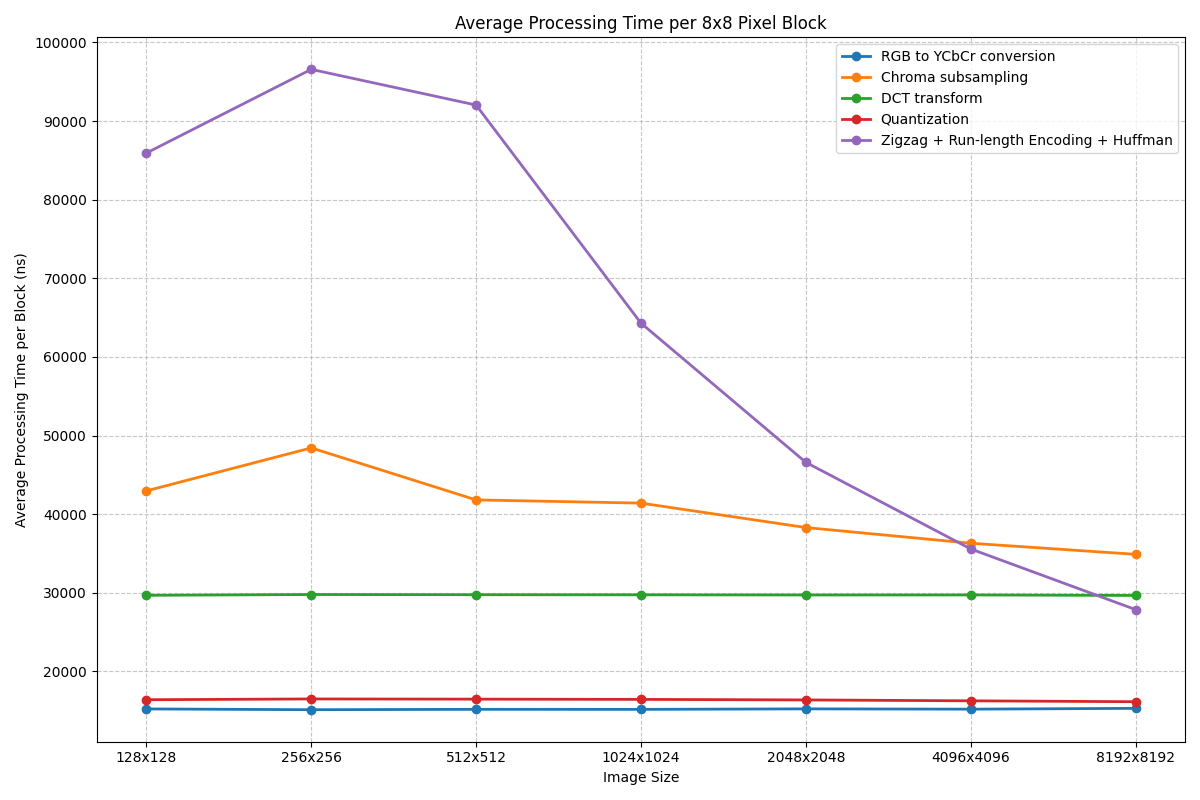 Average Processing Time per 8x8 Pixel Block
100000
90000
80000
70000
60000
50000
40000
30000
20000
Average Processing Time per Block (ns)
RGB to YCbCr conversion
Chroma subsampling
DCT transform
Quantization
Zigzag + Run-length Encoding + Huffman
128x128 256x256 512x512 1024x1024 2048x2048 4096x4096 8192x8192
Image Size